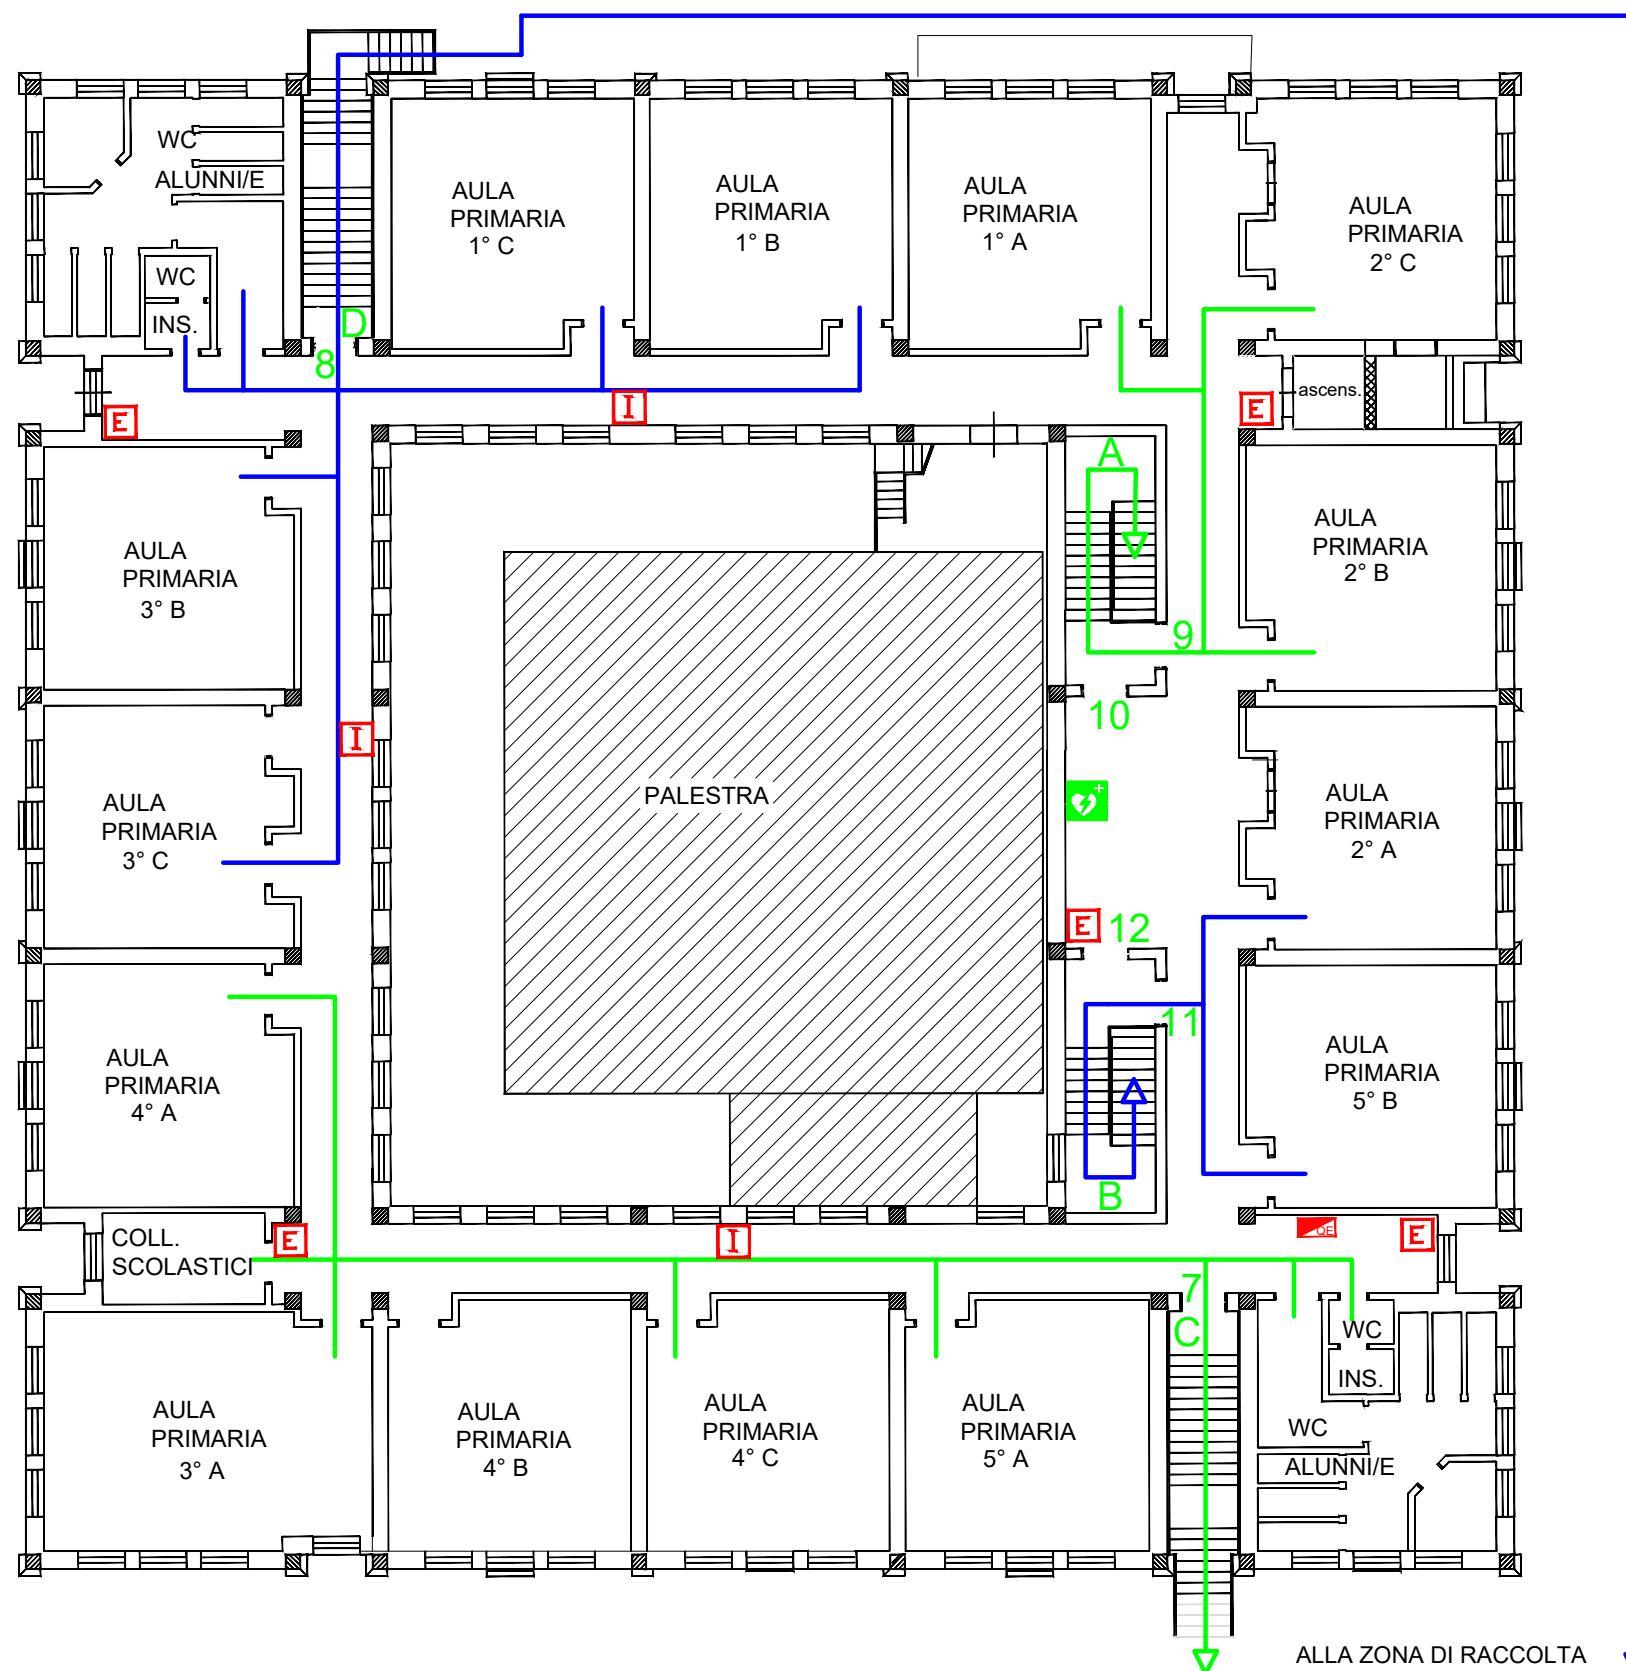 WC
ALUNNI/E
WC
INS.
D
8
AULA
PRIMARIA
1° C
AULA
PRIMARIA
1° B
AULA
PRIMARIA
1° A
AULA
PRIMARIA
2° C
ascens.
E
I
E
A
AULA
PRIMARIA
3° B
AULA
PRIMARIA
2° B
9
10
I
PALESTRA
AULA
PRIMARIA
3° C
AULA
PRIMARIA
2° A
E
12
11
AULA
PRIMARIA
4° A
AULA
PRIMARIA
5° B
B
COLL.
SCOLASTICI
E
I
QE
E
7
C
WC
INS.
WC
ALUNNI/E
AULA
PRIMARIA
3° A
AULA
PRIMARIA
4° B
AULA
PRIMARIA
4° C
AULA
PRIMARIA
5° A
ALLA ZONA DI RACCOLTA